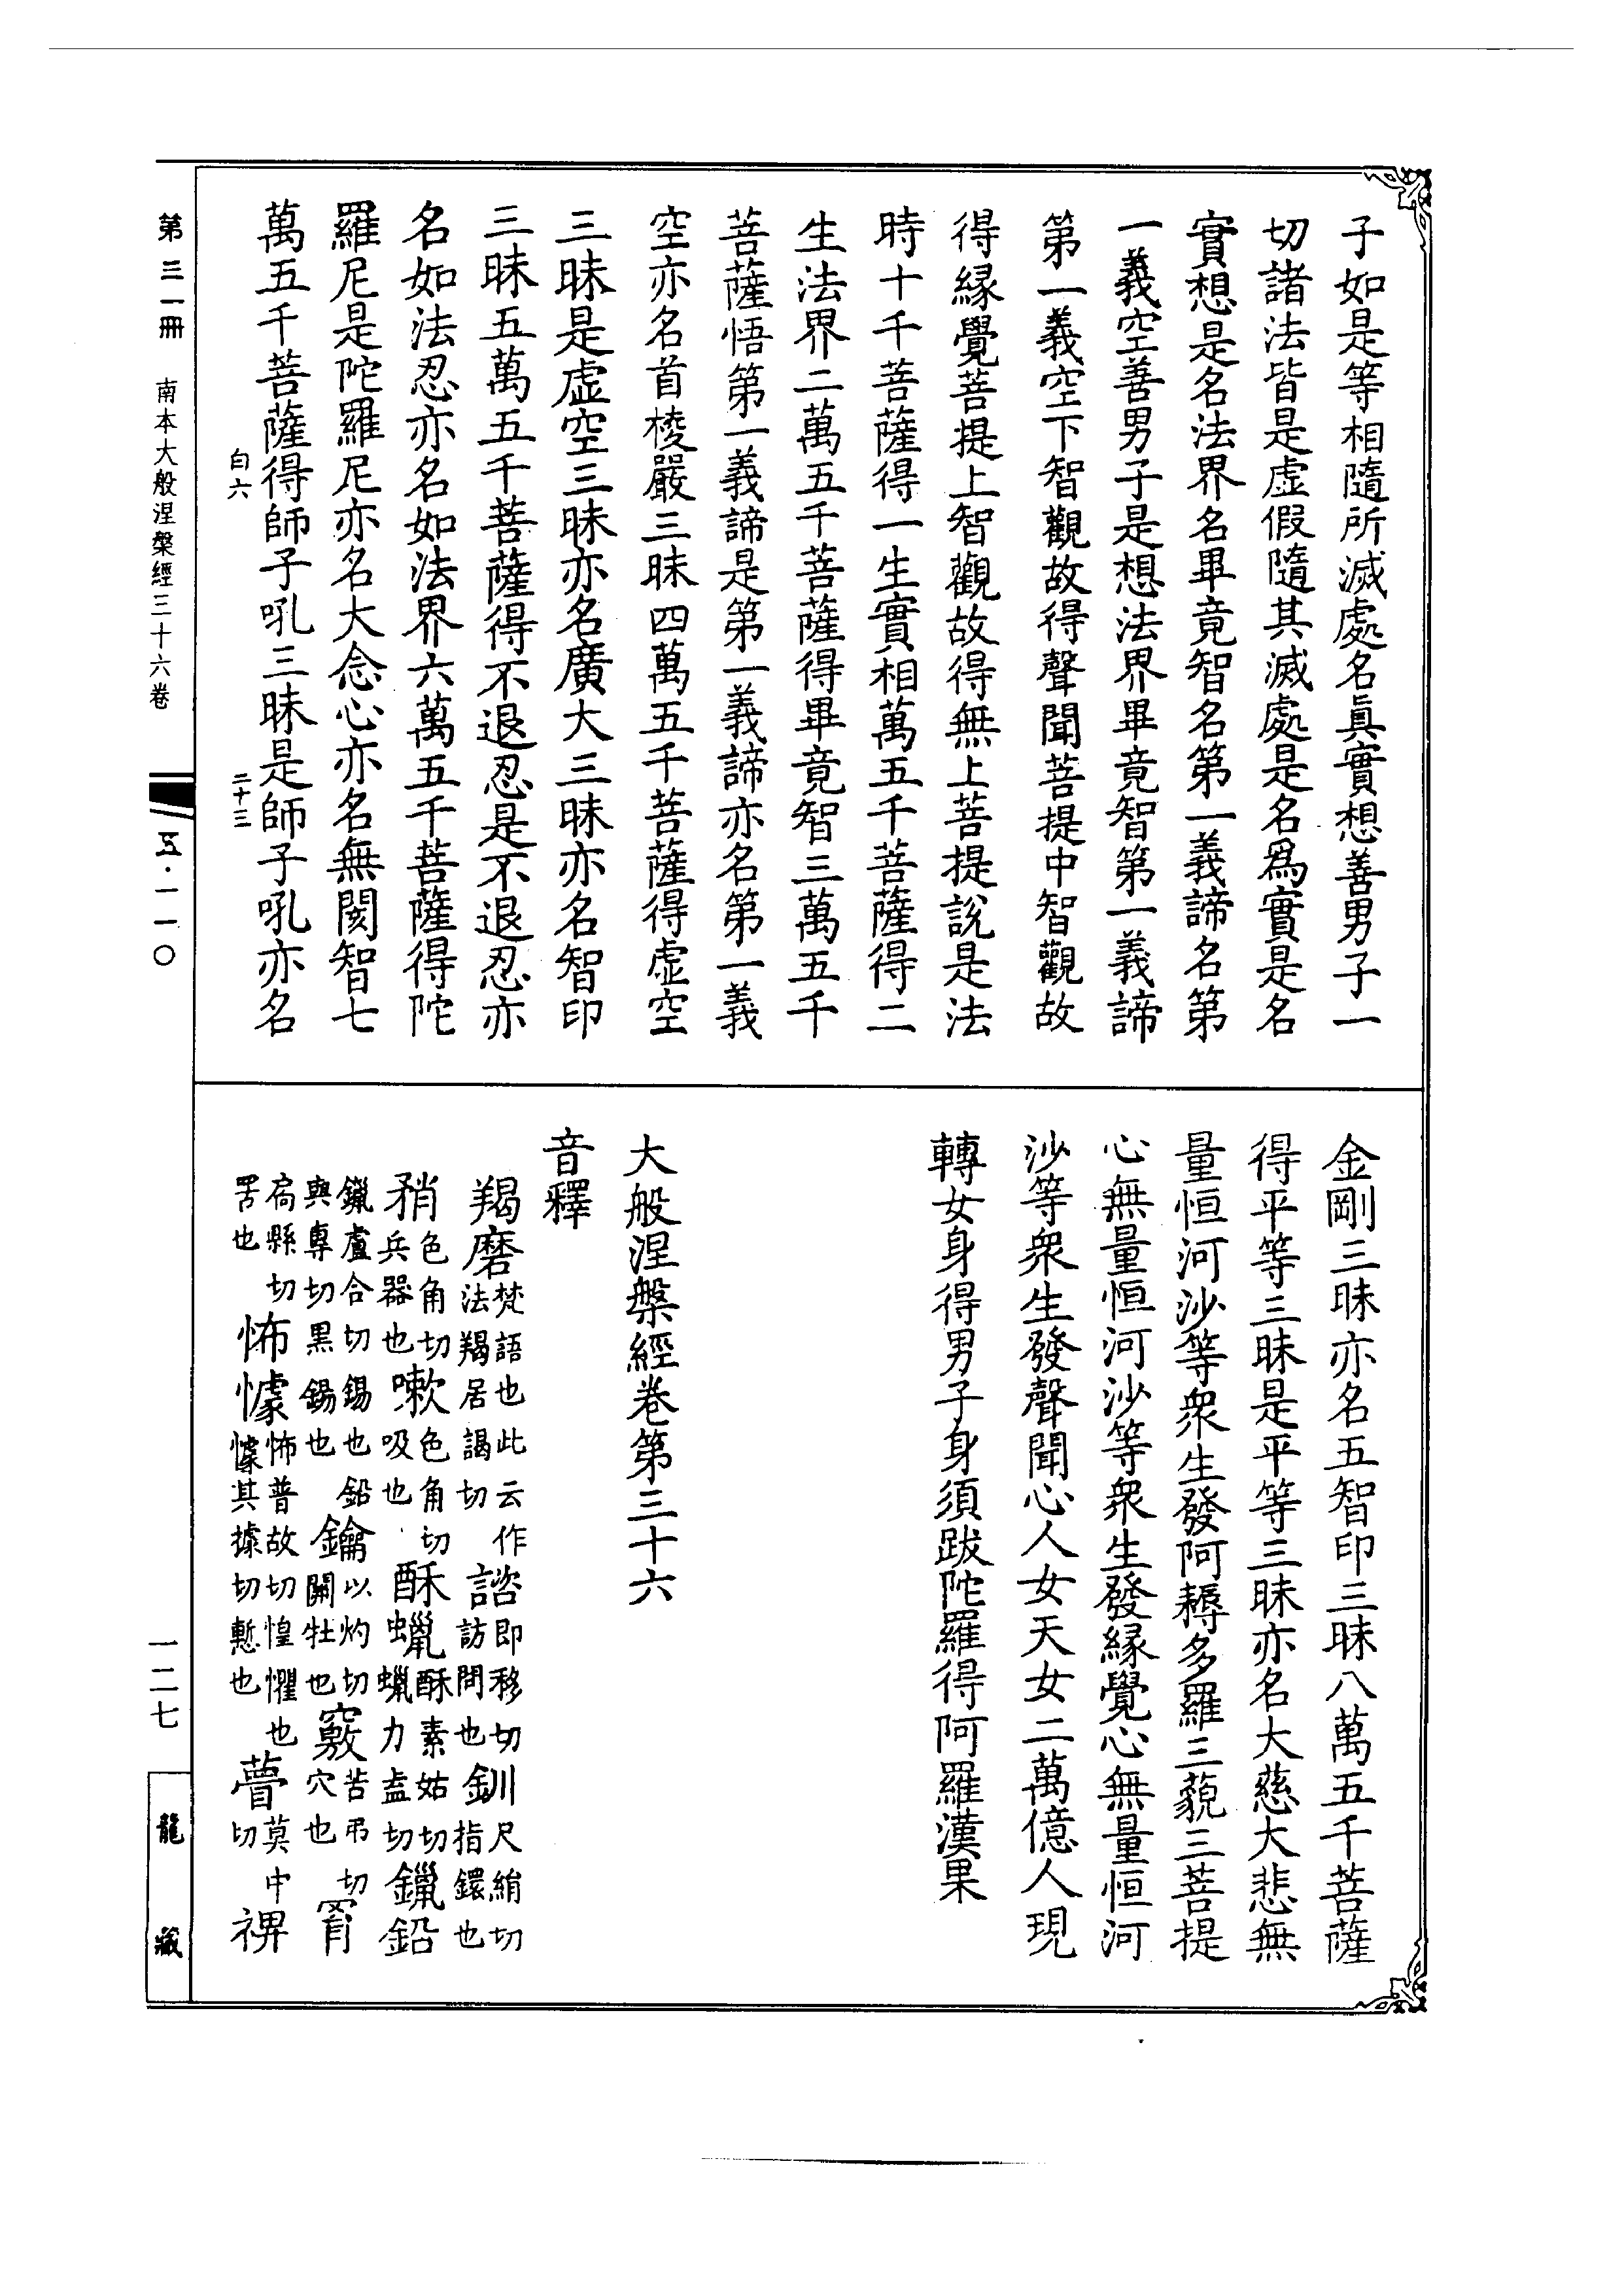 子如是等相隨所滅處名眞實想善男子一
切諸法皆是虛假隨其滅處是名爲實是名
實想是名法界名畢竟智名第一義諦名第
一義空善男子是想法界畢竟智第一義諦
第一義空下智觀故得聲聞菩提中智觀故
得緣覺菩提上智觀故得無上菩提說是法
時十千菩薩得一生實相萬五千菩薩得二
生法界二萬五千菩薩得畢竟智三萬五千
菩薩悟第一義諦是第一義諦亦名第一義
空亦名首棱嚴三昧四萬五千菩薩得虛空
三昧是虛空三昧亦名廣大三昧亦名智印
三昧五萬五千菩薩得不退忍是不退忍亦
名如法忍亦名如法界六萬五千菩薩得陀
羅尼是陀羅尼亦名大念心亦名無閡智七
萬五千菩薩得師子吼三昧是師子吼亦名
金剛三昧亦名五智印三昧八萬五千菩薩
得平等三昧是平等三昧亦名大慈大悲無
量恒河沙等衆生發阿耨多羅三藐三菩提
心無量恒河沙等衆生發緣覺心無量恒河
沙等衆生發聲聞心人女天女二萬億人現
轉女身得男子身須跋陀羅得阿羅漢果
大般涅槃經卷第三十六
音釋
羯磨梵語也此云作法羯居謁切 諮即移切訪問也釧尺絹切指鐶也
矟色角切兵器也嗽色角切吸也 酥蠟酥素姑切蠟力盍切鑞鉛
鑞盧合切錫也鉛與專切黑錫也 鑰以灼切關牡也竅苦弔切穴也 罥
扃縣切罟也 怖懅怖普故切惶懼也懅其據切慙也 瞢莫中切 禆
白六
二十三
第三一冊 南本大般涅槃經三十六卷
五·一一〇
一二七
龍藏